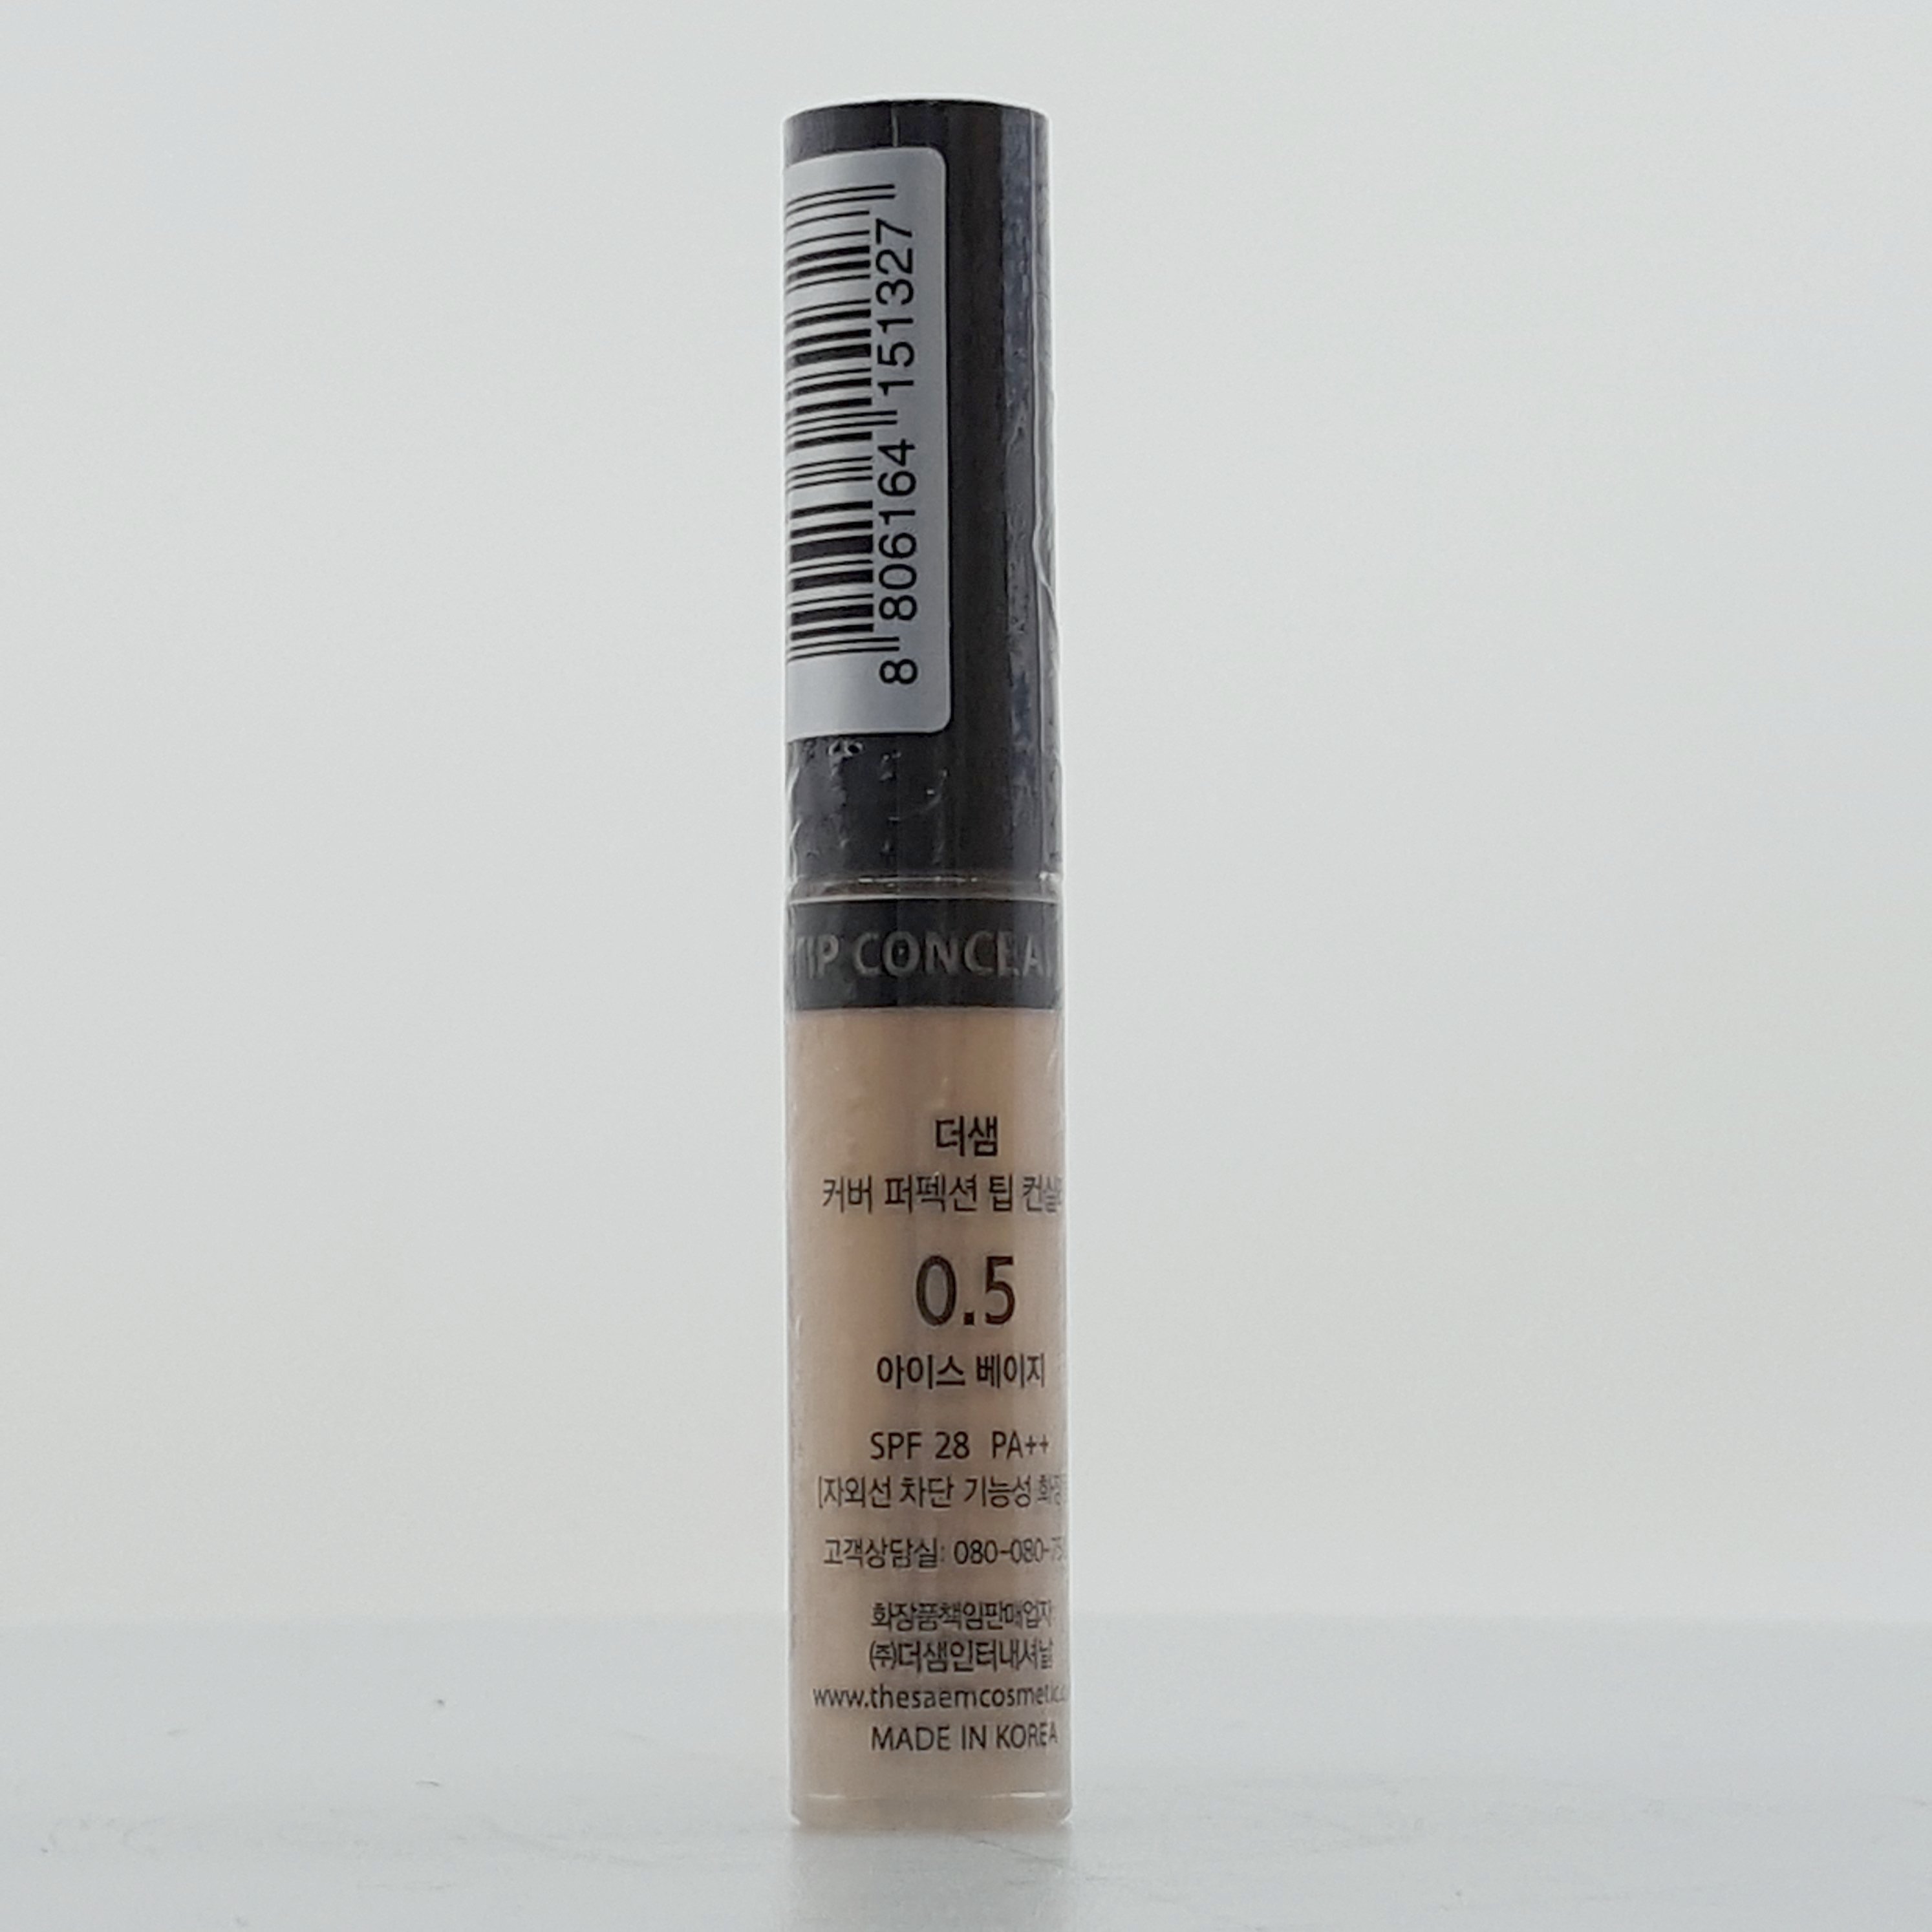 8 806164 151327
TIP CONCEA
더샘
커버 퍼펙션 팁 컨실
0.5
아이스 베이지
SPF 28 PA++
[자외선 차단 기능성 화장
고객상담실: 080-080-75
화장품책임판매업자
㈜더샘인터내셔날
www.thesaemcosmetic.c
MADE IN KOREA